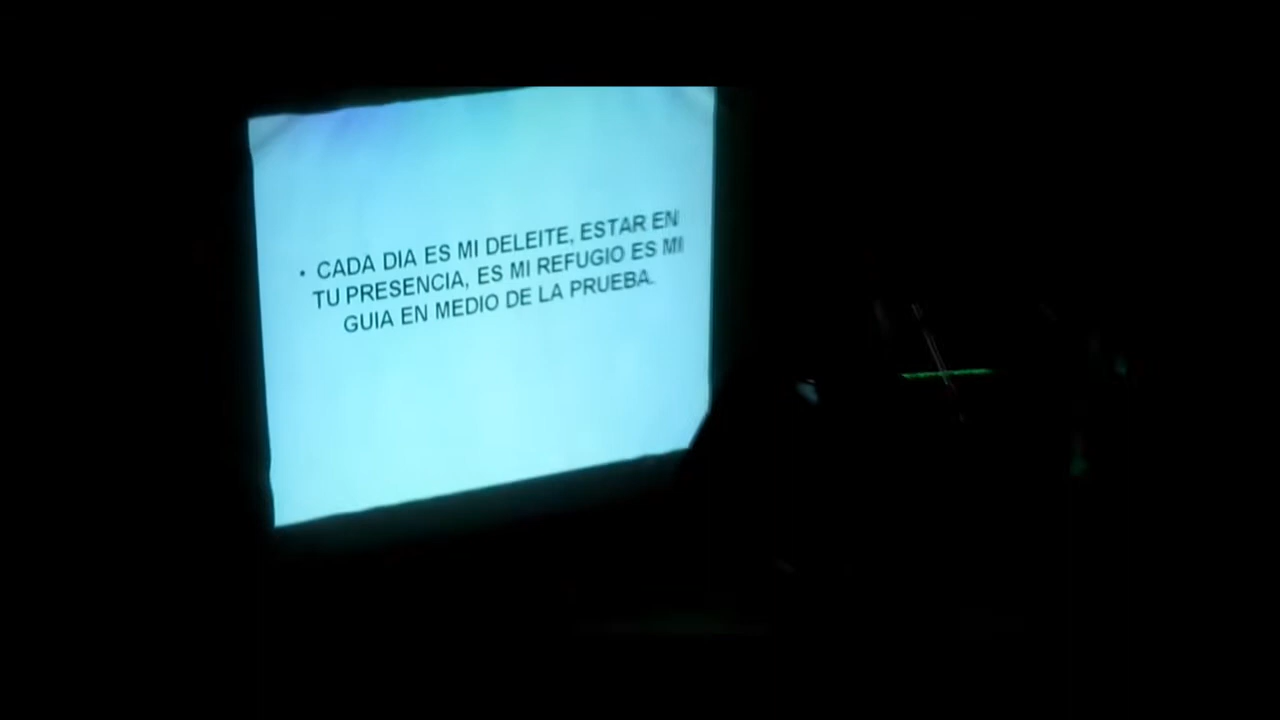 • CADA DIA ES MI DELEITE, ESTAR EN
TU PRESENCIA, ES MI REFUGIO ES MI
GUIA EN MEDIO DE LA PRUEBA.